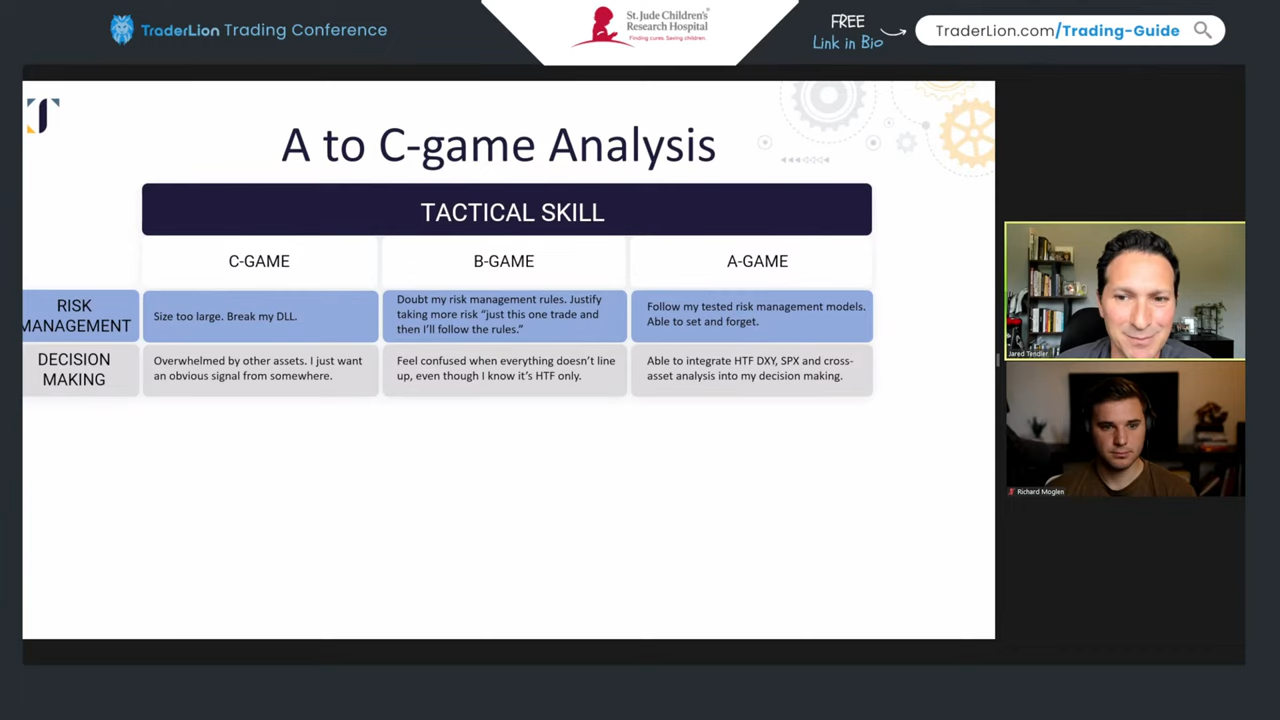 TraderLion Trading Conference
St. Jude Children's
Research Hospital
Finding cures. Saving children.
FREE
Link in Bio
TraderLion.com/Trading-Guide
A to C-game Analysis
TACTICAL SKILL
C-GAME
B-GAME
A-GAME
RISK
MANAGEMENT
Size too large. Break my DLL.
Doubt my risk management rules. Justify
taking more risk “just this one trade and
then I’ll follow the rules.”
Follow my tested risk management models.
Able to set and forget.
DECISION
MAKING
Overwhelmed by other assets. I just want
an obvious signal from somewhere.
Feel confused when everything doesn’t line
up, even though I know it’s HTF only.
Able to integrate HTF DXY, SPX and cross-
asset analysis into my decision making.
Jared Tendler
Richard Moglen